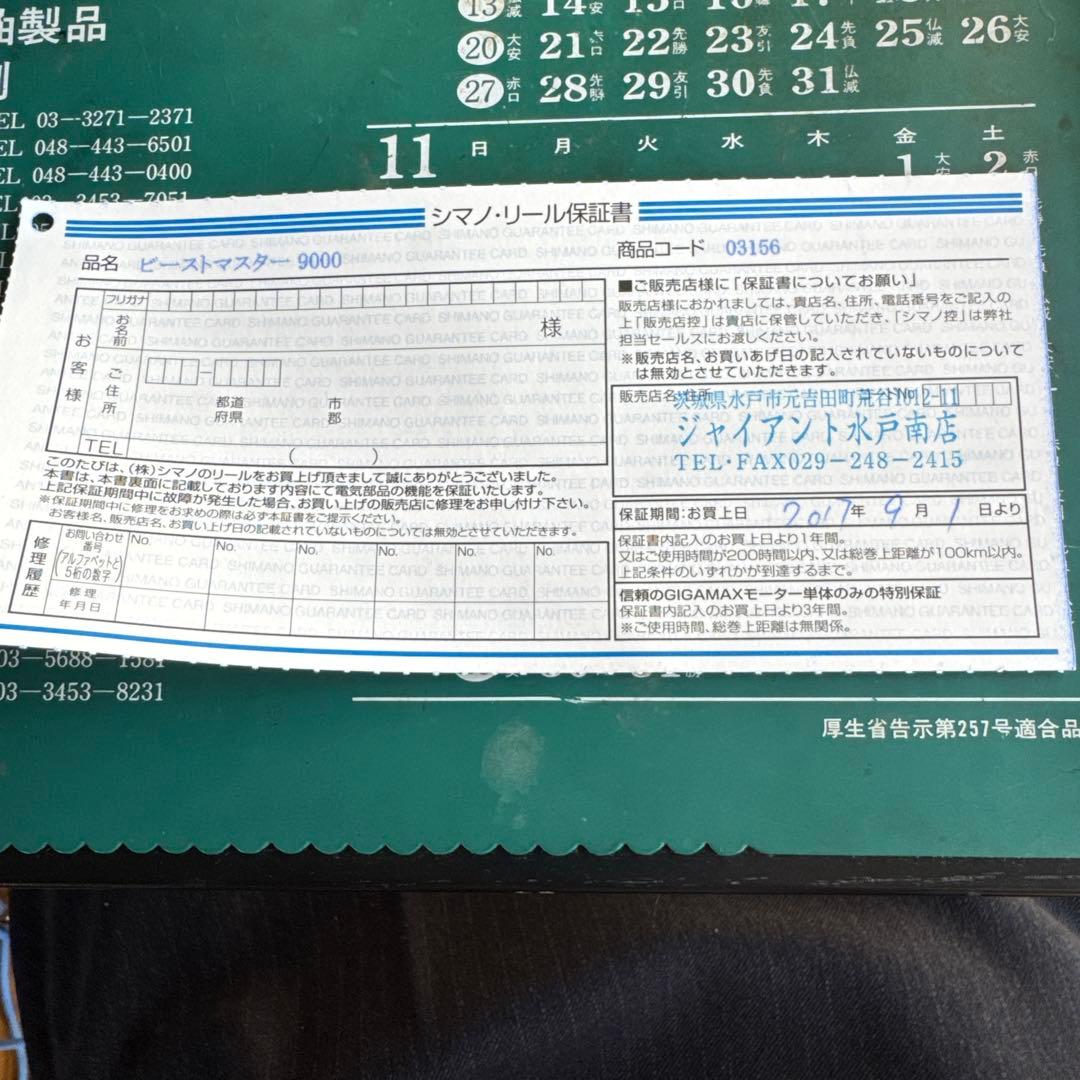 油製品
13 減 14 安
20 大安 21 赤口 22 先勝 23 友引 24 先負 25 仏滅 26 大安
27 赤口 28 先勝 29 友引 30 先負 31 仏滅
TEL 03-3271-2371
TEL 048-443-6501
TEL 048-443-0400
11 日 月 火 水 木 金 土
1 大安 2 赤口
シマノ・リール保証書
品名 ビーストマスター 9000
商品コード 03156
フリガナ
お名前 様
お客様
ご住所
都道府県
市郡
TEL ( )
このたびは、(株)シマノのリールをお買上げ頂きまして誠にありがとうございました。
本書は、本書裏面に記載しております内容にて電気部品の機能を保証いたします。
上記保証期間中に故障が発生した場合、お買い上げの販売店に修理をお申し付け下さい。
※保証期間中に修理をお求めの際は必ず本証書をご提示ください。
お客様名、販売店名、お買い上げ日の記載されていないものについては無効とさせていただきます。
修理履歴
お問い合わせ番号(アルファベットと5桁の数字)
No. No. No. No. No. No.
修理年月日
■ご販売店様に「保証書についてお願い」
販売店様におかれましては、貴店名、住所、電話番号をご記入の
上「販売店控」は貴店に保管していただき、「シマノ控」は弊社
担当セールスにお渡しください。
※販売店名、お買いあげ日の記入されていないものについて
は無効とさせていただきます。
販売店名・住所
茨城県水戸市元吉田町荒谷1712-11
ジャイアント水戸南店
TEL・FAX029-248-2415
保証期間:お買上日 2017年 9月 1日より
保証書内記入のお買上日より1年間。
又はご使用時間が200時間以内、又は総巻上距離が100km以内。
上記条件のいずれかが到達するまで。
信頼のGIGAMAXモーター単体のみの特別保証
保証書内記入のお買上日より3年間。
※ご使用時間、総巻上距離は無関係。
03-5688-1581
03-3453-8231
厚生省告示第257号適合品